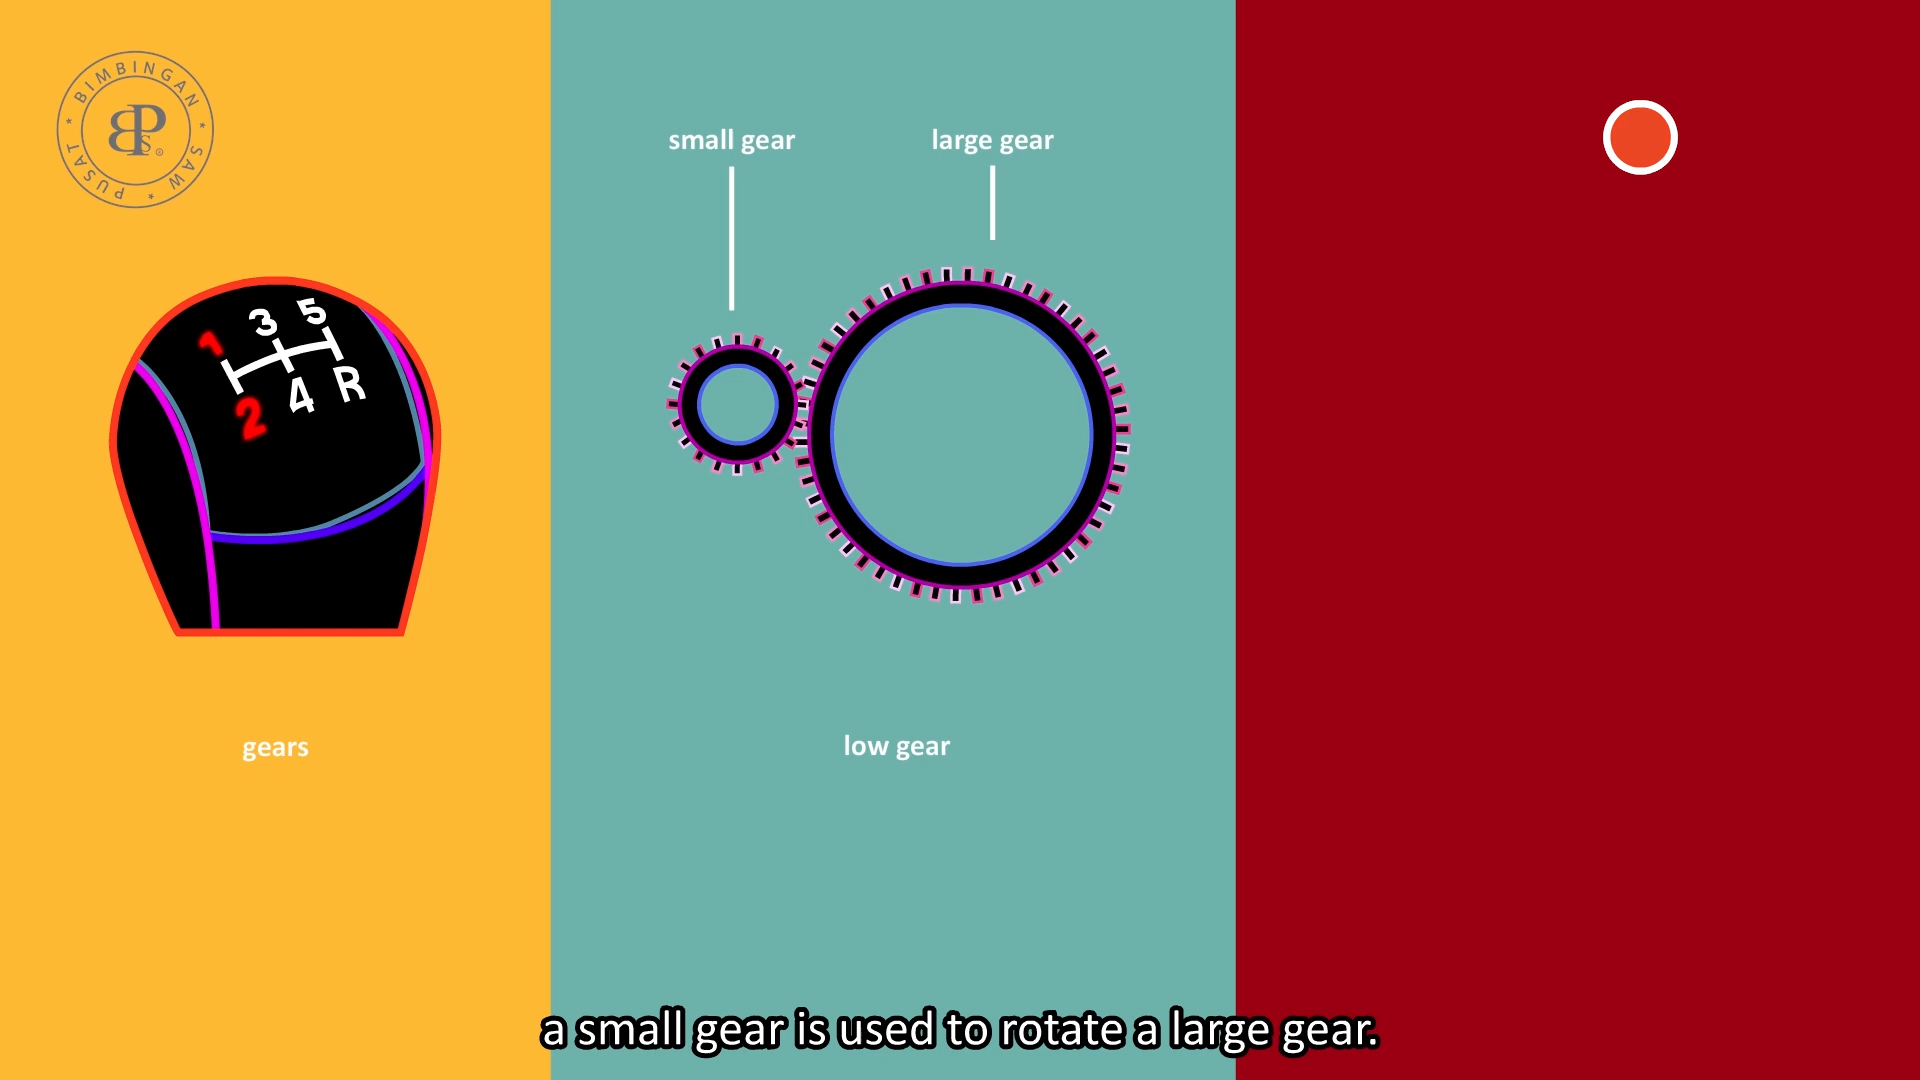 PUSAT * BIMBINGAN * SAW *
BPS®
small gear
large gear
1 3 5
2 4 R
gears
low gear
a small gear is used to rotate a large gear.